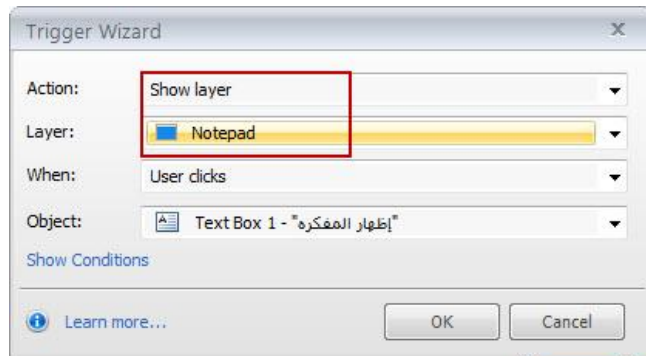 Trigger Wizard
Action: Show layer
Layer: Notepad
When: User clicks
Object: Text Box 1 - "إظهار المفكره"
Show Conditions
Learn more... OK Cancel